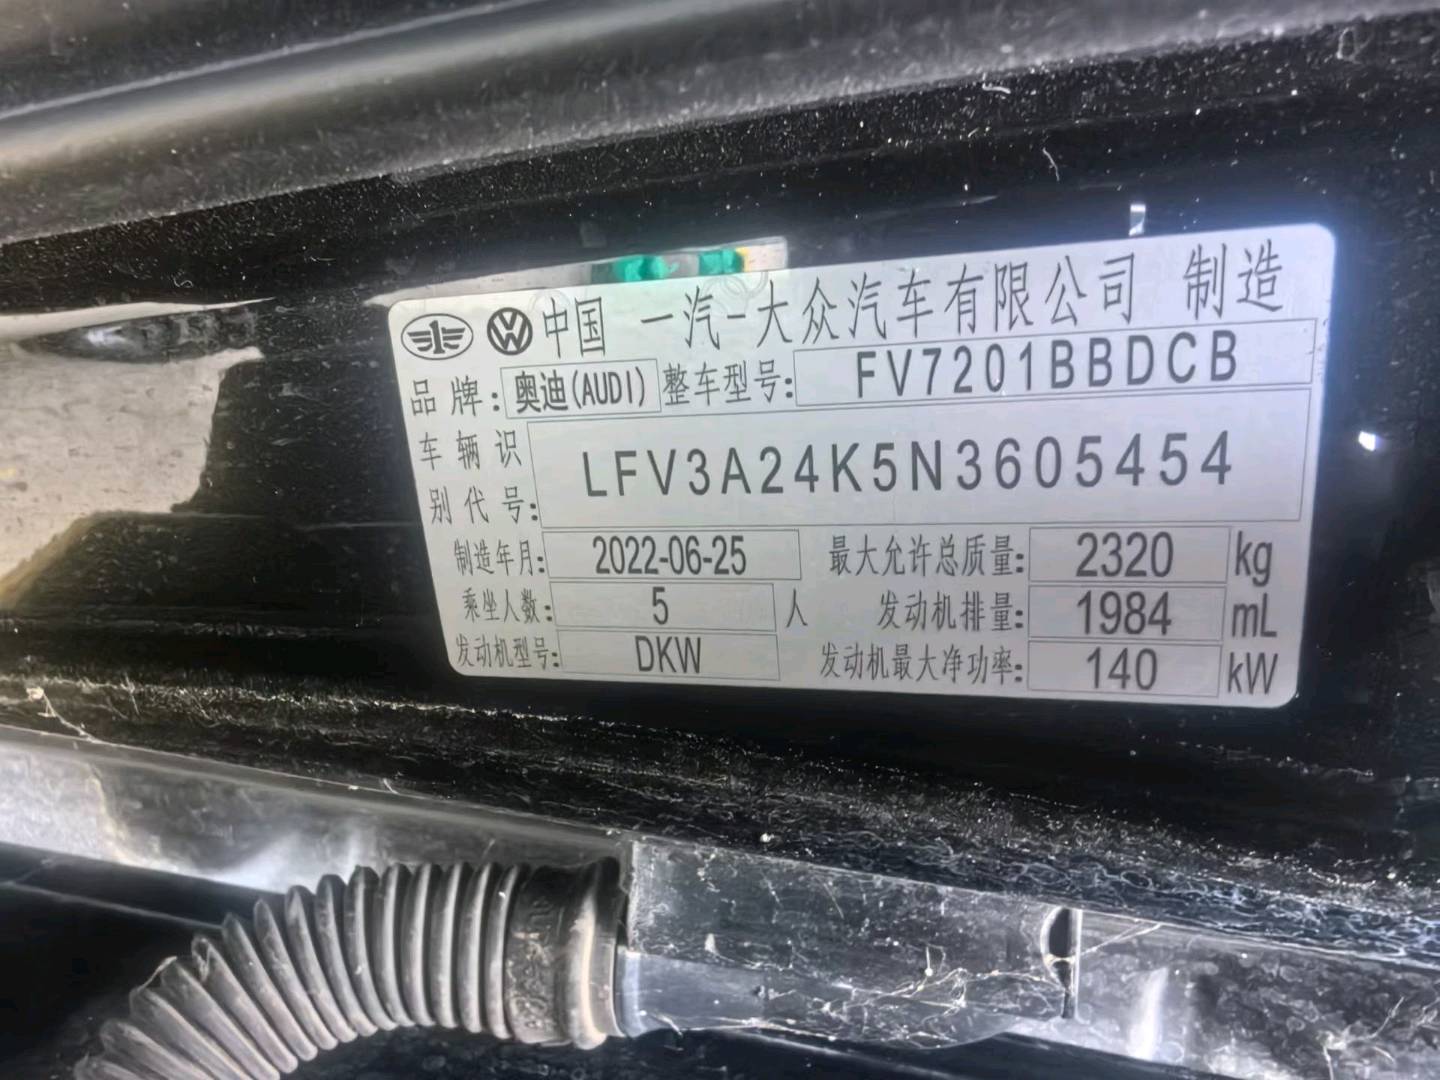 中国 一汽-大众汽车有限公司 制造
品牌: 奥迪(AUDI) 整车型号: FV7201BBDCB
车辆识别代号: LFV3A24K5N3605454
制造年月: 2022-06-25 最大允许总质量: 2320 kg
乘坐人数: 5 人 发动机排量: 1984 mL
发动机型号: DKW 发动机最大净功率: 140 kW